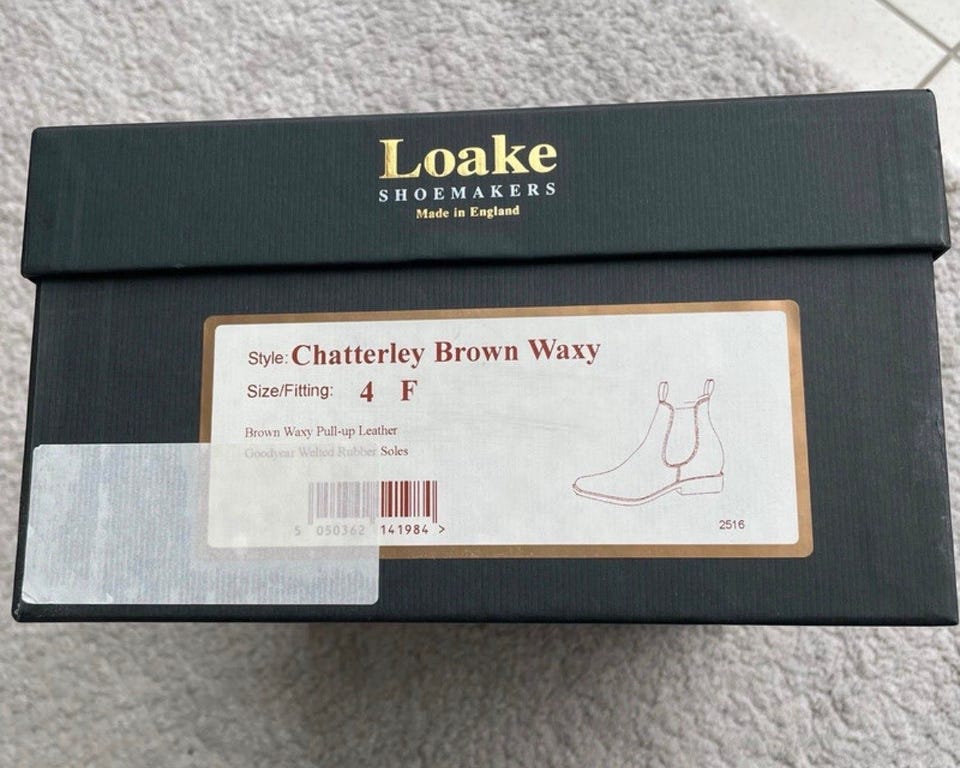 Loake
SHOEMAKERS
Made in England
Style: Chatterley Brown Waxy
Size/Fitting: 4 F
Brown Waxy Pull-up Leather
Goodyear Welted Rubber Soles
5 050362 141984 >
2516